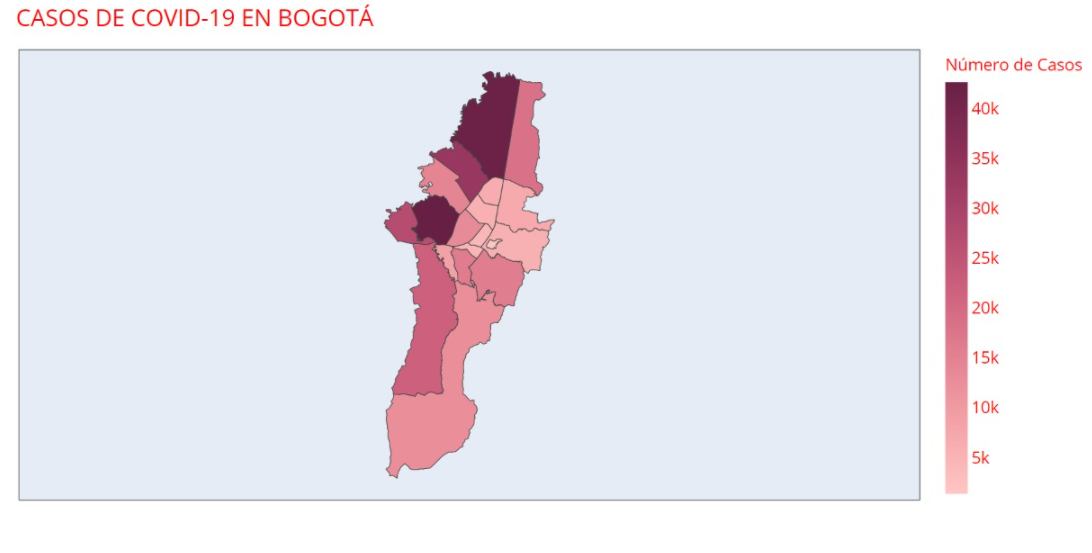 CASOS DE COVID-19 EN BOGOTÁ
Número de Casos
40k
35k
30k
25k
20k
15k
10k
5k